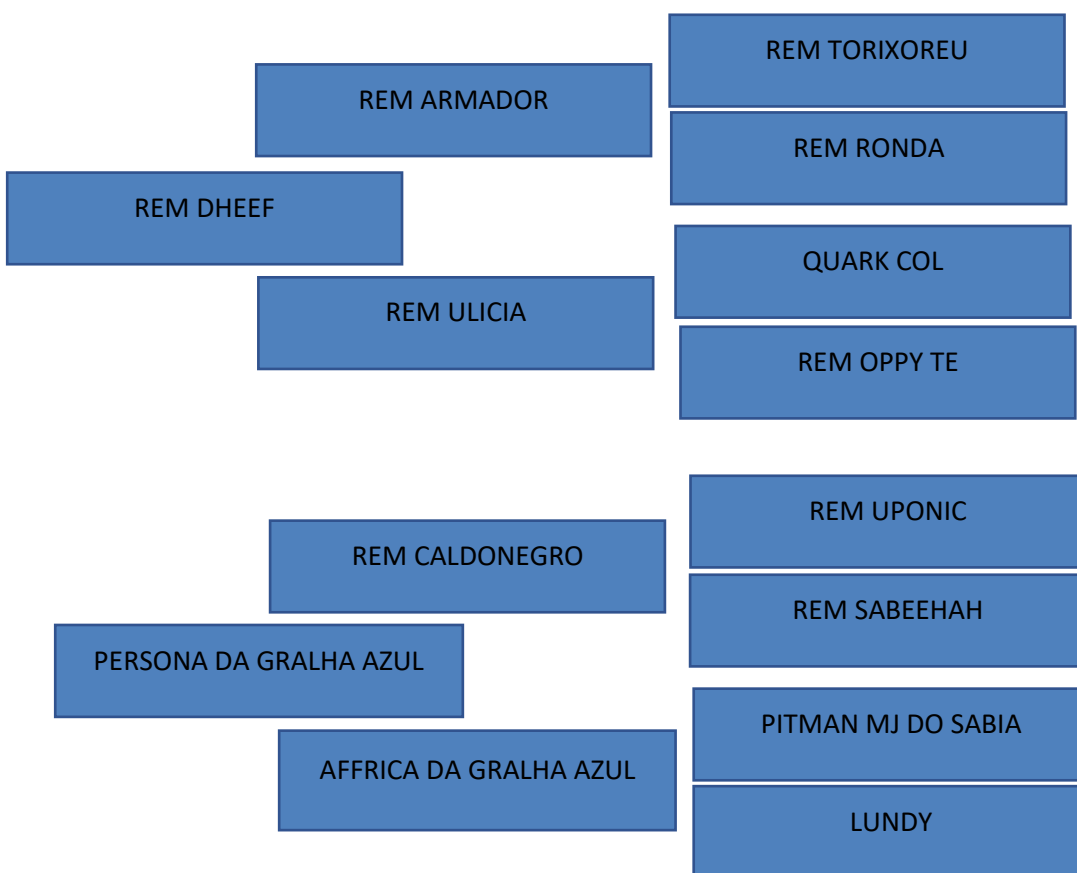 REM TORIXOREU
REM ARMADOR
REM RONDA
REM DHEEF
QUARK COL
REM ULICIA
REM OPPY TE
REM UPONIC
REM CALDONEGRO
REM SABEEHAH
PERSONA DA GRALHA AZUL
PITMAN MJ DO SABIA
AFFRICA DA GRALHA AZUL
LUNDY